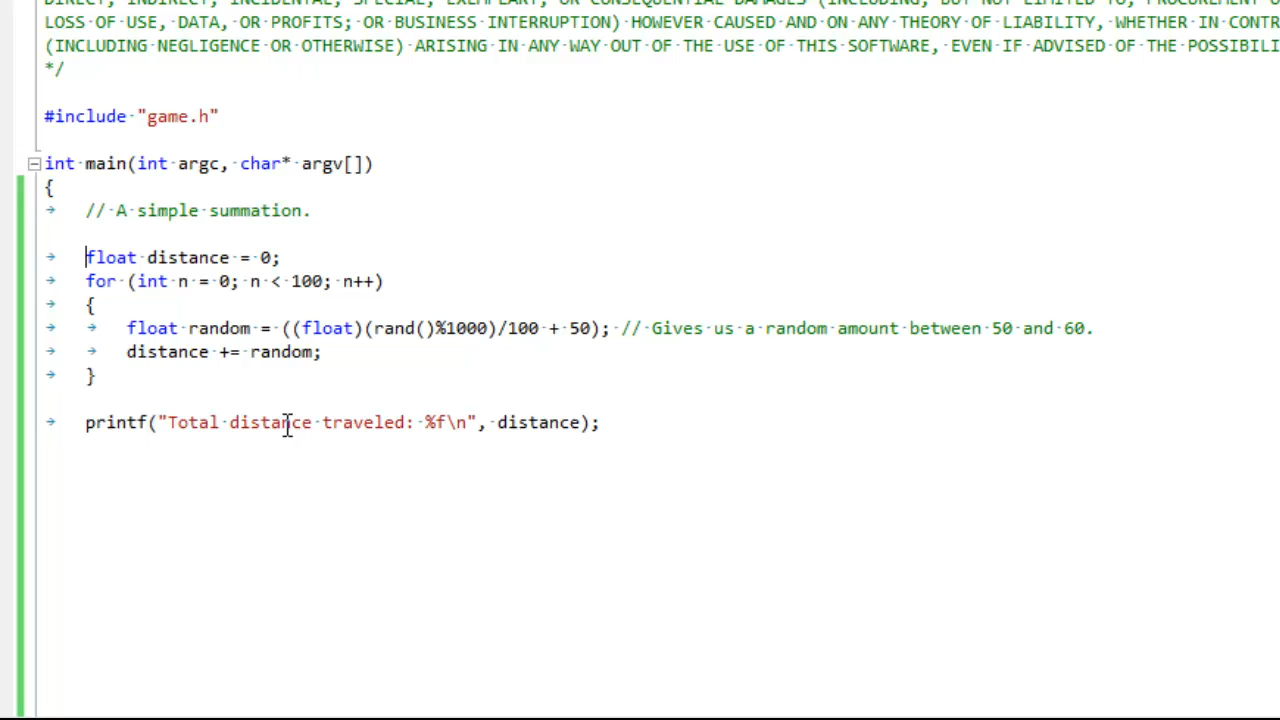 DIRECT, INDIRECT, INCIDENTAL, SPECIAL, EXEMPLARY, OR CONSEQUENTIAL DAMAGES (INCLUDING, BUT NOT LIMITED TO, PROCUREMENT O
LOSS OF USE, DATA, OR PROFITS; OR BUSINESS INTERRUPTION) HOWEVER CAUSED AND ON ANY THEORY OF LIABILITY, WHETHER IN CONTR
(INCLUDING NEGLIGENCE OR OTHERWISE) ARISING IN ANY WAY OUT OF THE USE OF THIS SOFTWARE, EVEN IF ADVISED OF THE POSSIBILI
*/
#include "game.h"
int main(int argc, char* argv[])
{
// A simple summation.
float distance = 0;
for (int n = 0; n < 100; n++)
{
float random = ((float)(rand()%1000)/100 + 50); // Gives us a random amount between 50 and 60.
distance += random;
}
printf("Total distance traveled: %f\n", distance);